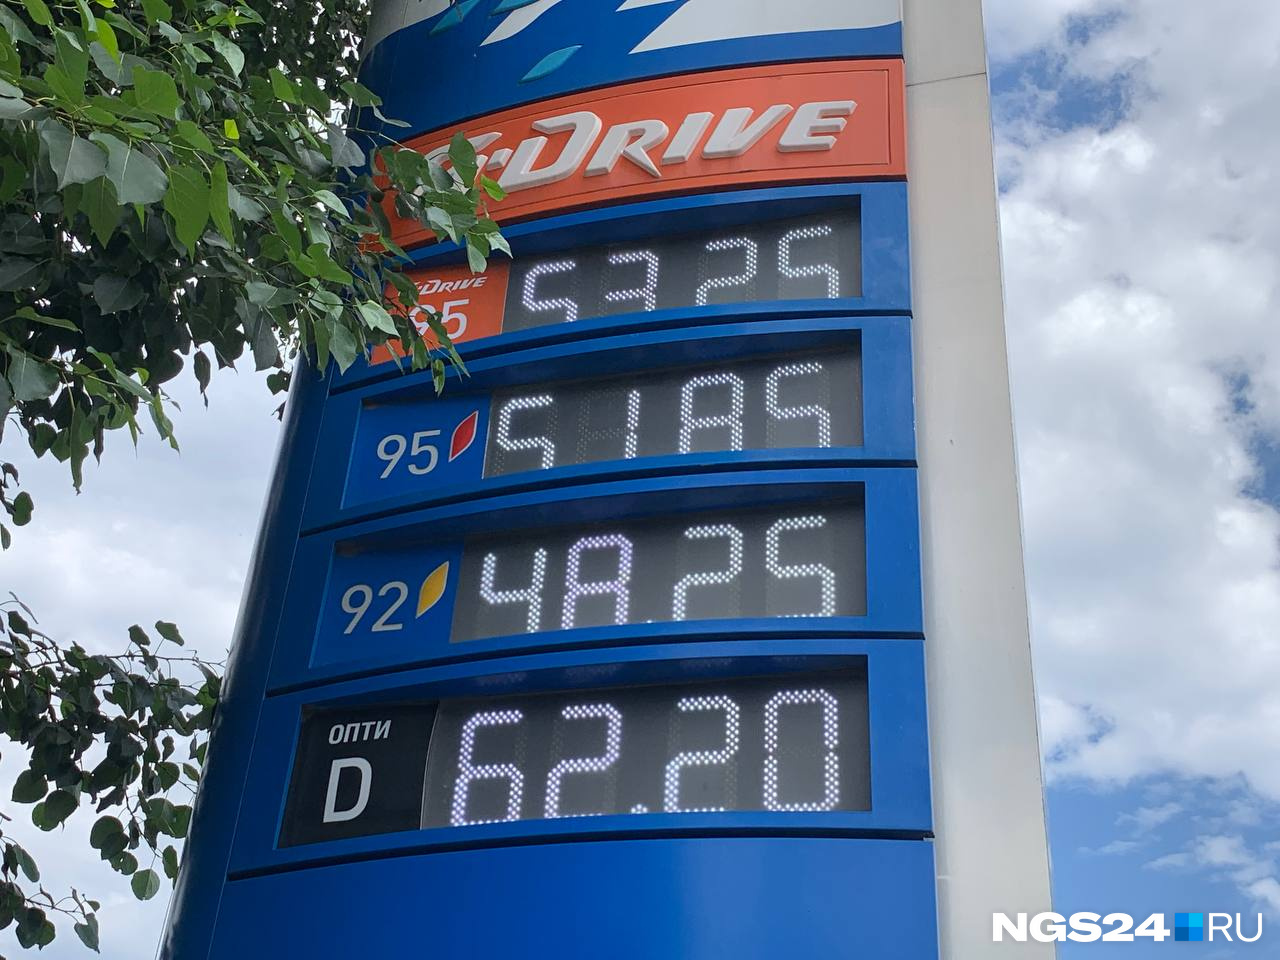 G-DRIVE
G-DRIVE
95
53.25
95
51.85
92
48.25
ОПТИ
D
62.20
NGS24.RU